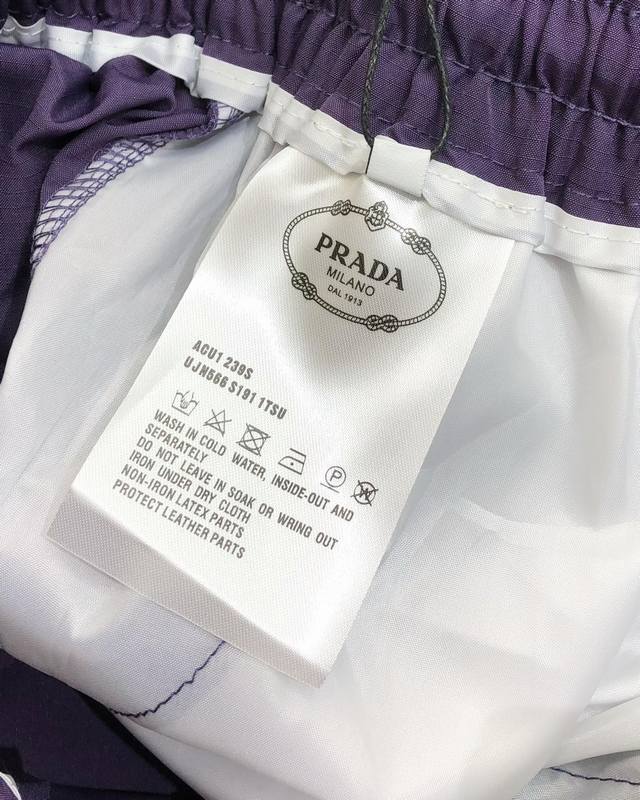 PRADA
MILANO
DAL 1913
ACU1 239S
UJN566 S191 1TSU
P
WASH IN COLD WATER, INSIDE-OUT AND
SEPARATELY
DO NOT LEAVE IN SOAK OR WRING OUT
IRON UNDER DRY CLOTH
NON-IRON LATEX PARTS
PROTECT LEATHER PARTS